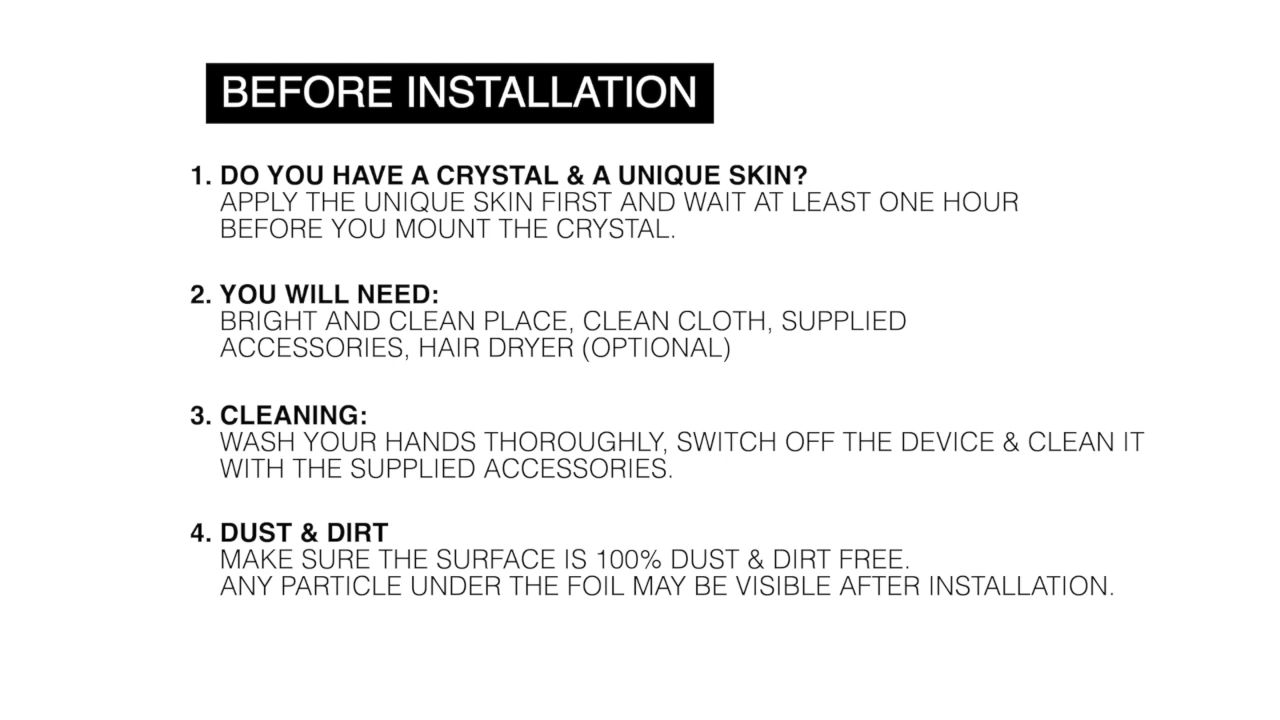 BEFORE INSTALLATION
1. DO YOU HAVE A CRYSTAL & A UNIQUE SKIN?
APPLY THE UNIQUE SKIN FIRST AND WAIT AT LEAST ONE HOUR
BEFORE YOU MOUNT THE CRYSTAL.
2. YOU WILL NEED:
BRIGHT AND CLEAN PLACE, CLEAN CLOTH, SUPPLIED
ACCESSORIES, HAIR DRYER (OPTIONAL)
3. CLEANING:
WASH YOUR HANDS THOROUGHLY, SWITCH OFF THE DEVICE & CLEAN IT
WITH THE SUPPLIED ACCESSORIES.
4. DUST & DIRT
MAKE SURE THE SURFACE IS 100% DUST & DIRT FREE.
ANY PARTICLE UNDER THE FOIL MAY BE VISIBLE AFTER INSTALLATION.